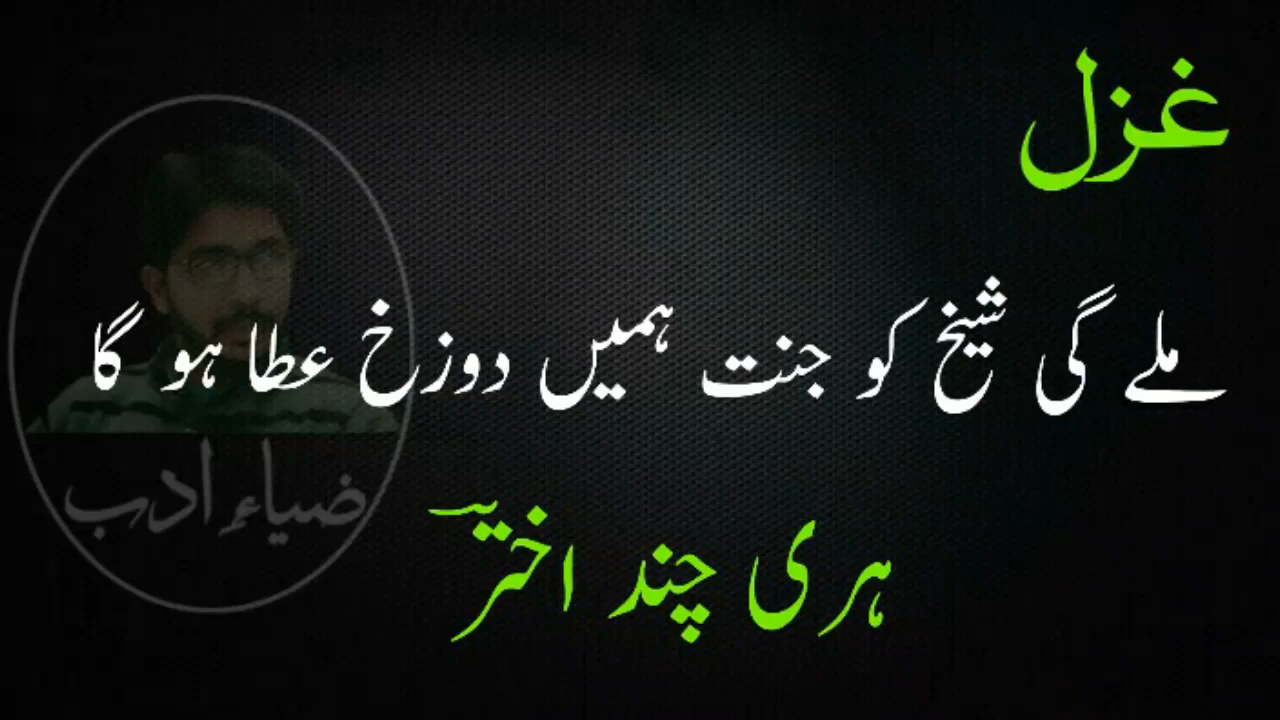 غزل
ملے گی شیخ کو جنت ہمیں دوزخ عطا ہو گا
ضیاء ادب
ہری چند اختر